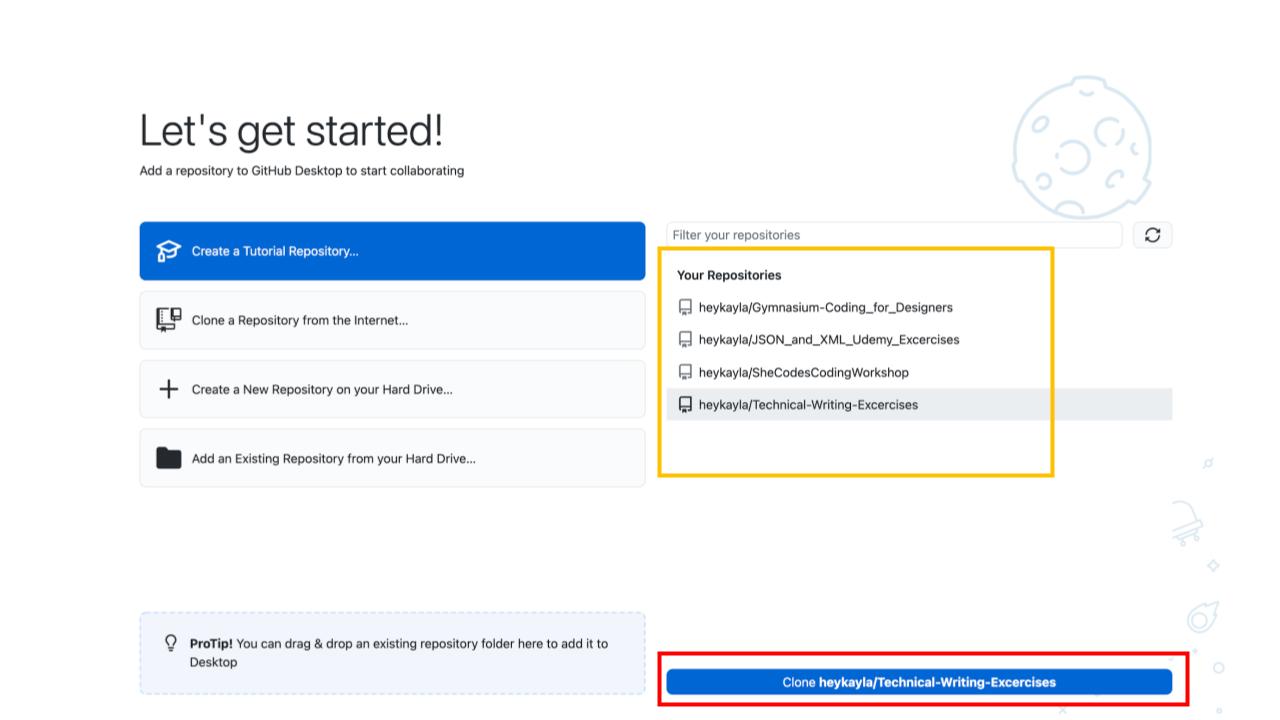 Let's get started!
Add a repository to GitHub Desktop to start collaborating
Create a Tutorial Repository...
Clone a Repository from the Internet...
Create a New Repository on your Hard Drive...
Add an Existing Repository from your Hard Drive...
ProTip! You can drag & drop an existing repository folder here to add it to
Desktop
Filter your repositories
Your Repositories
heykayla/Gymnasium-Coding_for_Designers
heykayla/JSON_and_XML_Udemy_Excercises
heykayla/SheCodesCodingWorkshop
heykayla/Technical-Writing-Excercises
Clone heykayla/Technical-Writing-Excercises